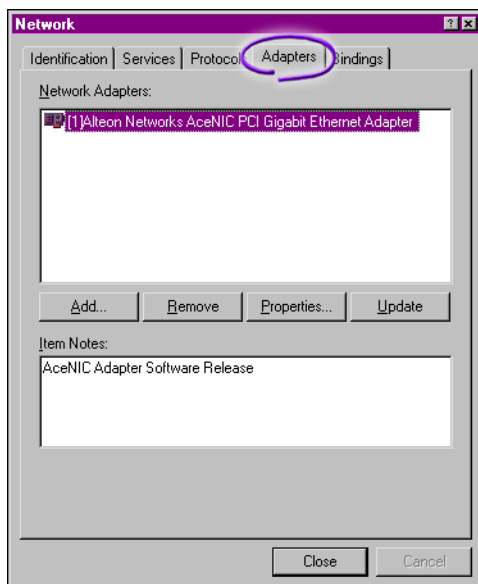 Network
Identification Services Protocols Adapters Bindings
Network Adapters:
[1]Alteon Networks AceNIC PCI Gigabit Ethernet Adapter
Add... Remove Properties... Update
Item Notes:
AceNIC Adapter Software Release
Close Cancel